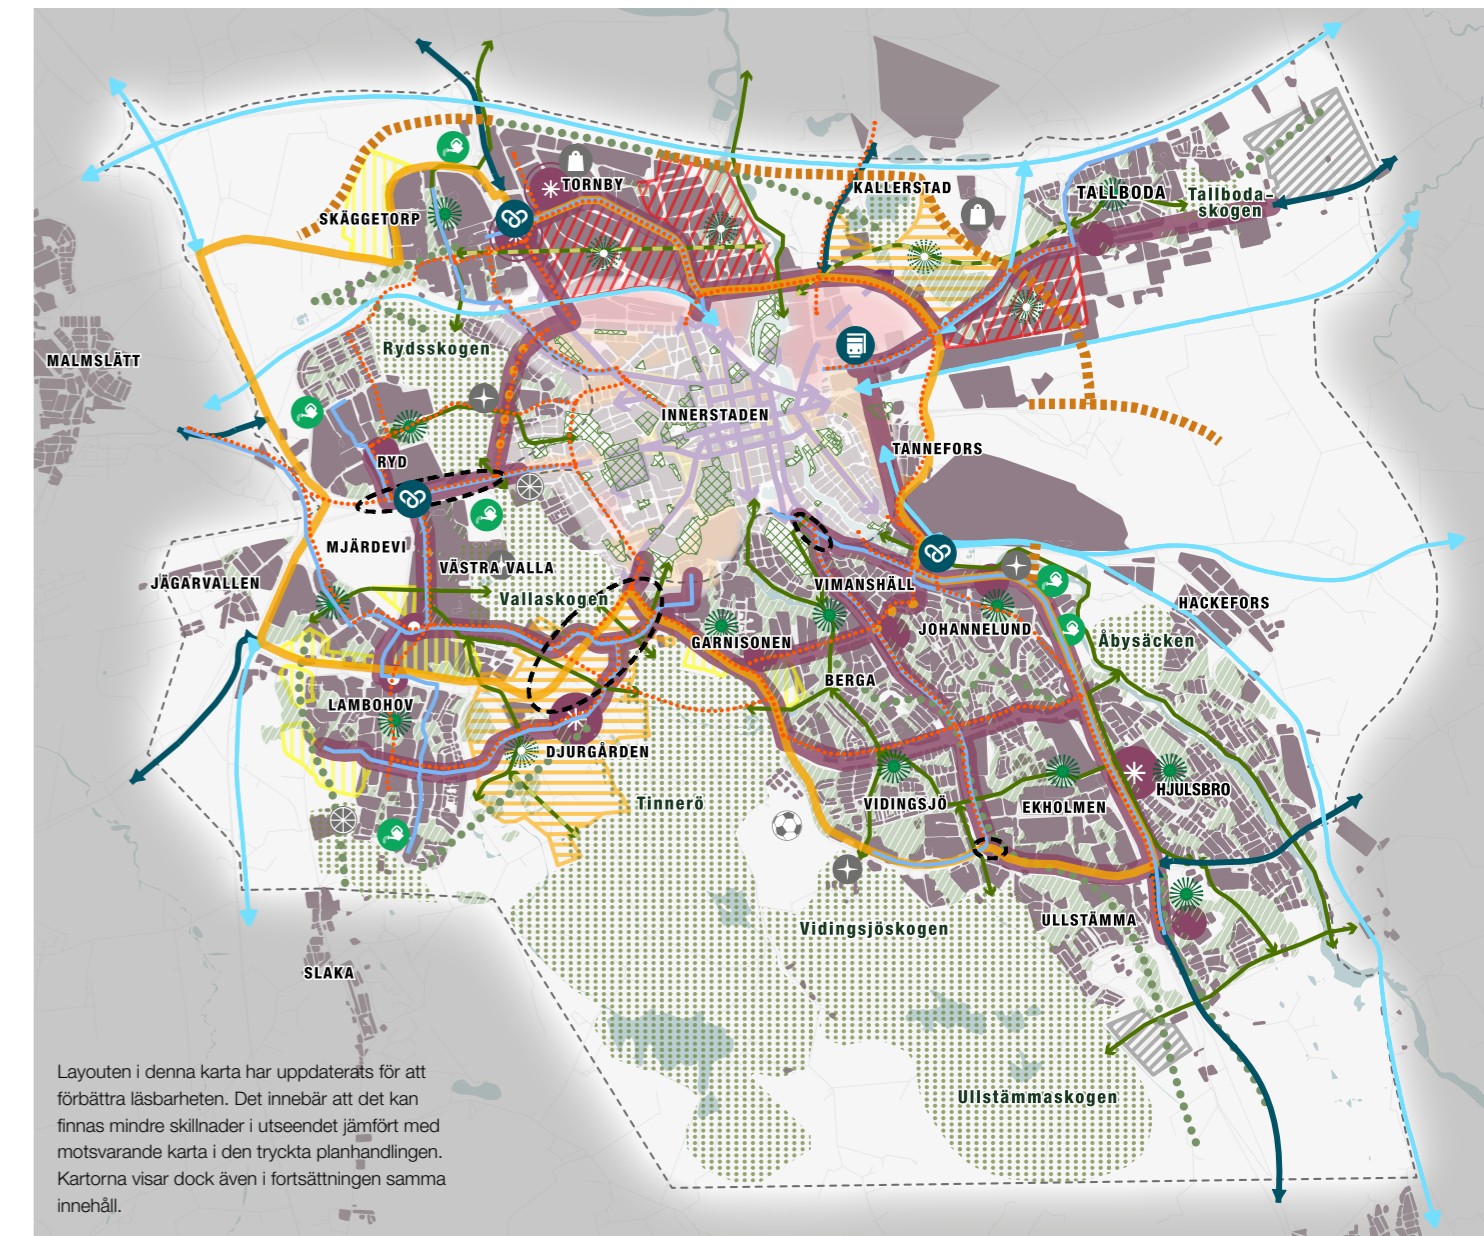 TORNBY
KALLERSTAD
TALLBODA
Tallboda-
skogen
SKÄGGETORP
Rydsskogen
MALMSLÄTT
INNERSTADEN
TANNEFORS
RYD
MJÄRDEVI
VÄSTRA VALLA
JÄGARVALLEN
Vallaskogen
VIMANSHÄLL
HACKEFORS
JOHANNELUND
GARNISONEN
Åbysäcken
BERGA
LAMBOHOV
DJURGÅRDEN
Tinnerö
VIDINGSJÖ
EKHOLMEN
HJULSBRO
Vidingsjöskogen
ULLSTÄMMA
SLAKA
Ullstämmaskogen
Layouten i denna karta har uppdaterats för att
förbättra läsbarheten. Det innebär att det kan
finnas mindre skillnader i utseendet jämfört med
motsvarande karta i den tryckta planhandlingen.
Kartorna visar dock även i fortsättningen samma
innehåll.